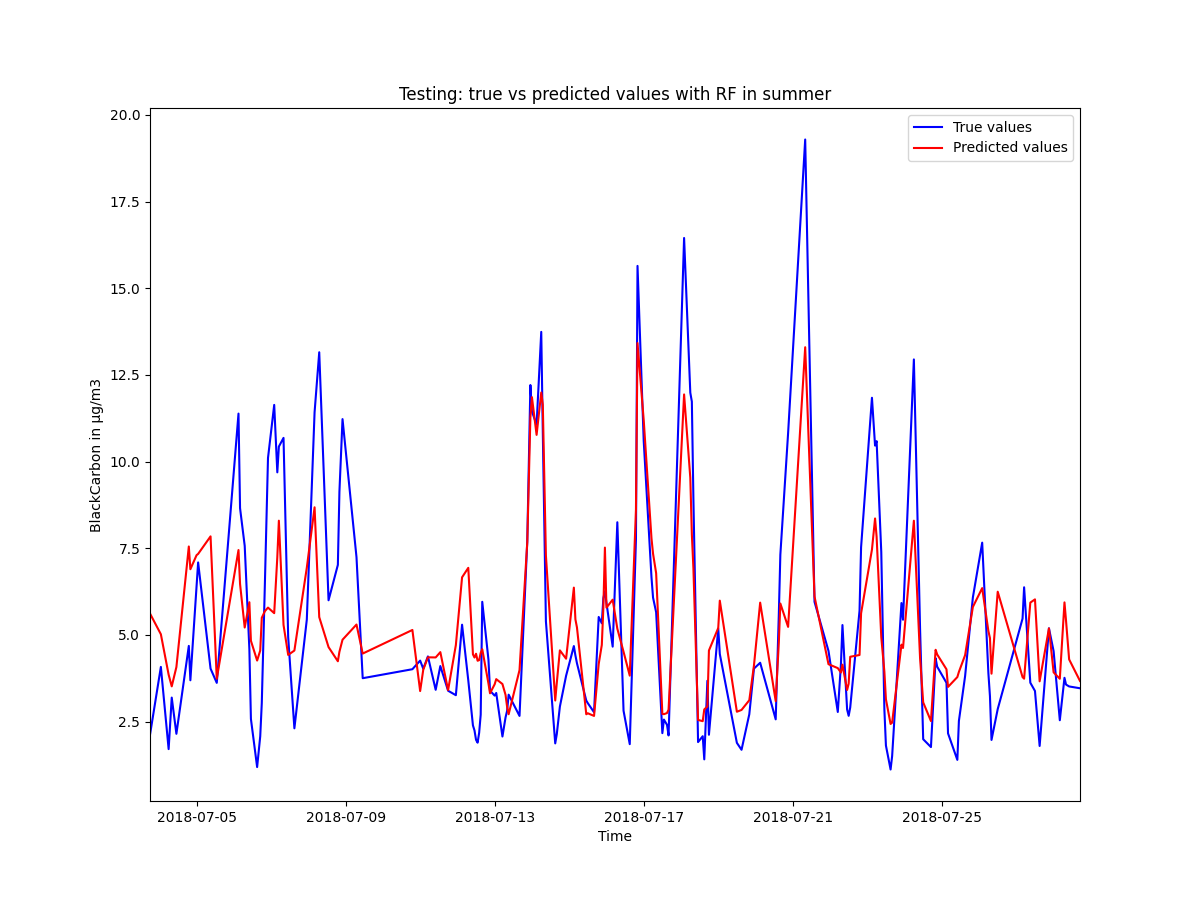 Testing: true vs predicted values with RF in summer
True values
Predicted values
BlackCarbon in µg/m3
20.0
17.5
15.0
12.5
10.0
7.5
5.0
2.5
2018-07-05
2018-07-09
2018-07-13
2018-07-17
2018-07-21
2018-07-25
Time